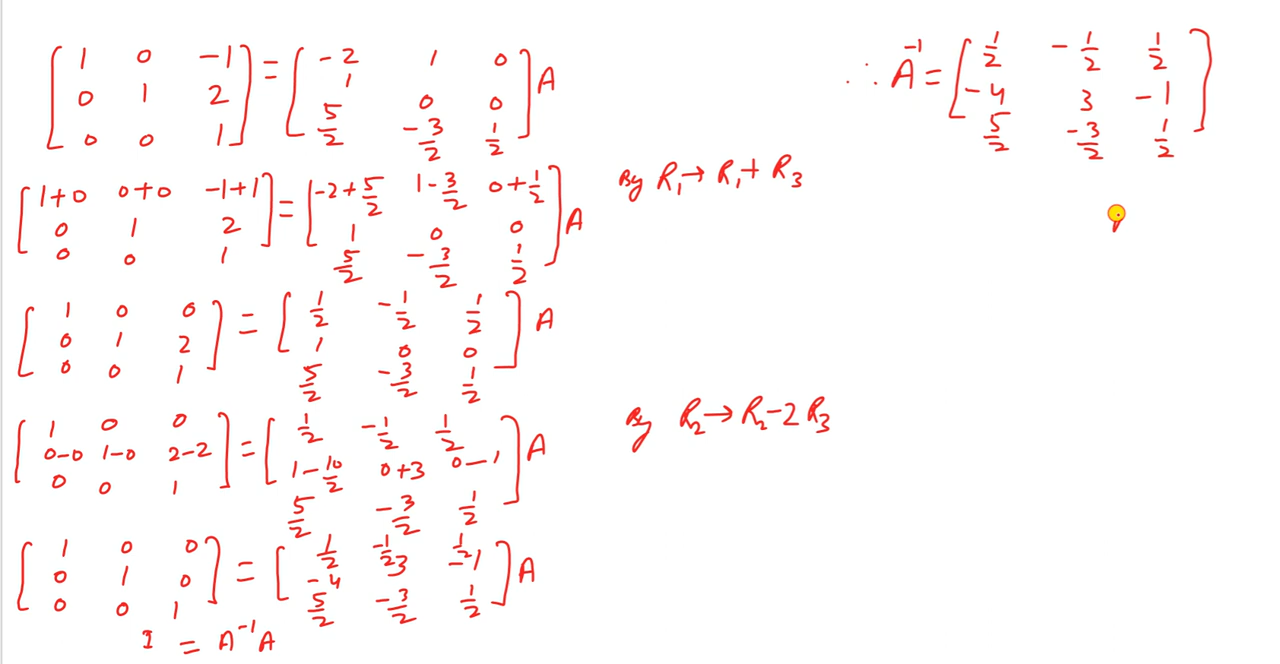 [1 0 -1] = [-2 1 0] A
[0 1 2] [1 0 0]
[0 0 1] [5/2 -3/2 1/2]
[1+0 0+0 -1+1] = [-2+5/2 1-3/2 0+1/2] A By R₁→R₁+R₃
[0 1 2] [1 0 0]
[0 0 1] [5/2 -3/2 1/2]
[1 0 0] = [1/2 -1/2 1/2] A
[0 1 2] [1 0 0]
[0 0 1] [5/2 -3/2 1/2]
[1 0 0] = [1/2 -1/2 1/2] A By R₂→R₂-2R₃
[0-0 1-0 2-2] [1-10/2 0+3 0-1]
[0 0 1] [5/2 -3/2 1/2]
[1 0 0] = [1/2 -1/2 1/2] A
[0 1 0] [-4 3 -1]
[0 0 1] [5/2 -3/2 1/2]
I = A⁻¹A
∴ A⁻¹ = [1/2 -1/2 1/2]
[-4 3 -1]
[5/2 -3/2 1/2]